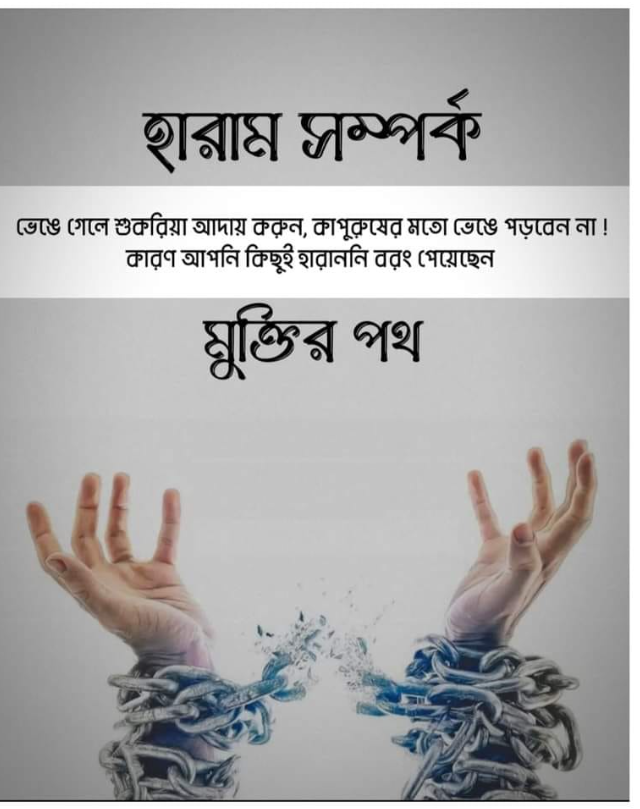 হারাম সম্পর্ক
ভেঙে গেলে শুকরিয়া আদায় করুন, কাপুরুষের মতো ভেঙে পড়বেন না !
কারণ আপনি কিছুই হারাননি বরং পেয়েছেন
মুক্তির পথ